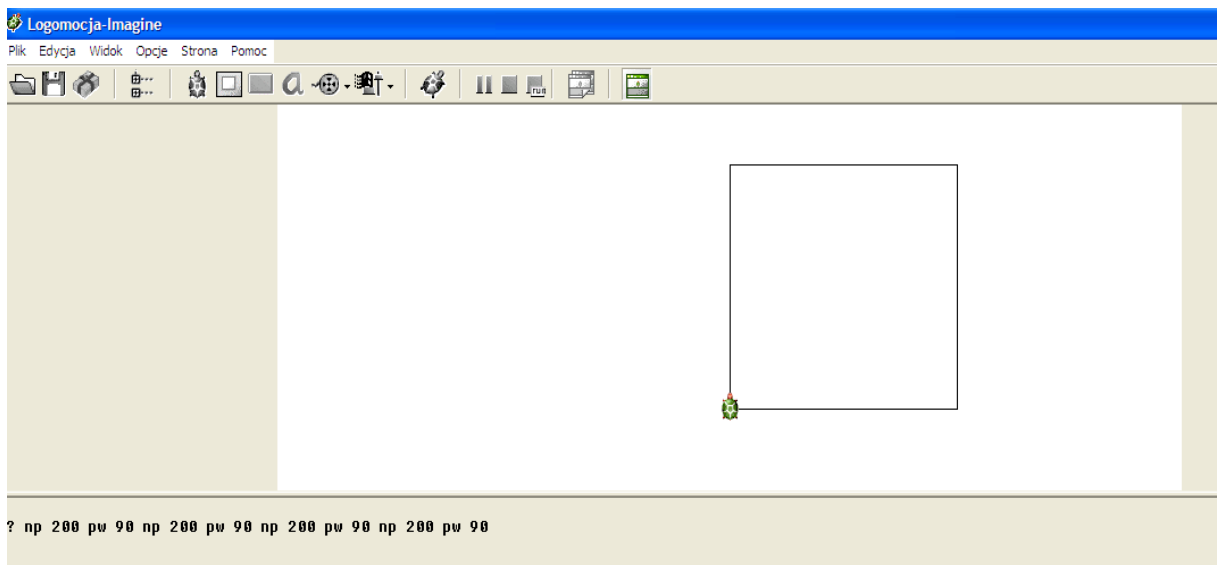 Logomocja-Imagine
Plik Edycja Widok Opcje Strona Pomoc
a run
? np 200 pw 90 np 200 pw 90 np 200 pw 90 np 200 pw 90